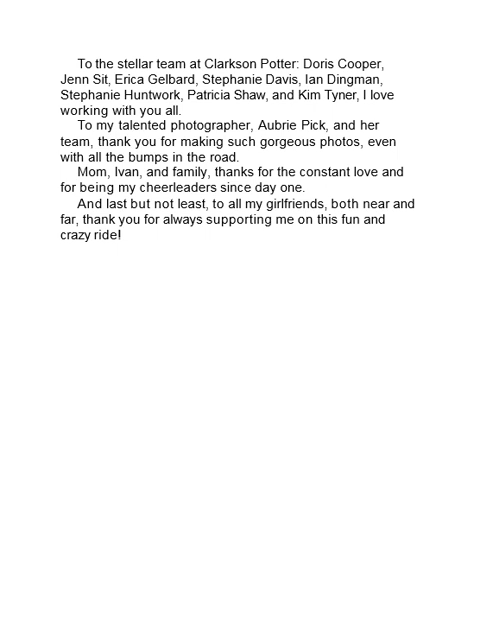 To the stellar team at Clarkson Potter: Doris Cooper,
Jenn Sit, Erica Gelbard, Stephanie Davis, Ian Dingman,
Stephanie Huntwork, Patricia Shaw, and Kim Tyner, I love
working with you all.
To my talented photographer, Aubrie Pick, and her
team, thank you for making such gorgeous photos, even
with all the bumps in the road.
Mom, Ivan, and family, thanks for the constant love and
for being my cheerleaders since day one.
And last but not least, to all my girlfriends, both near and
far, thank you for always supporting me on this fun and
crazy ride!